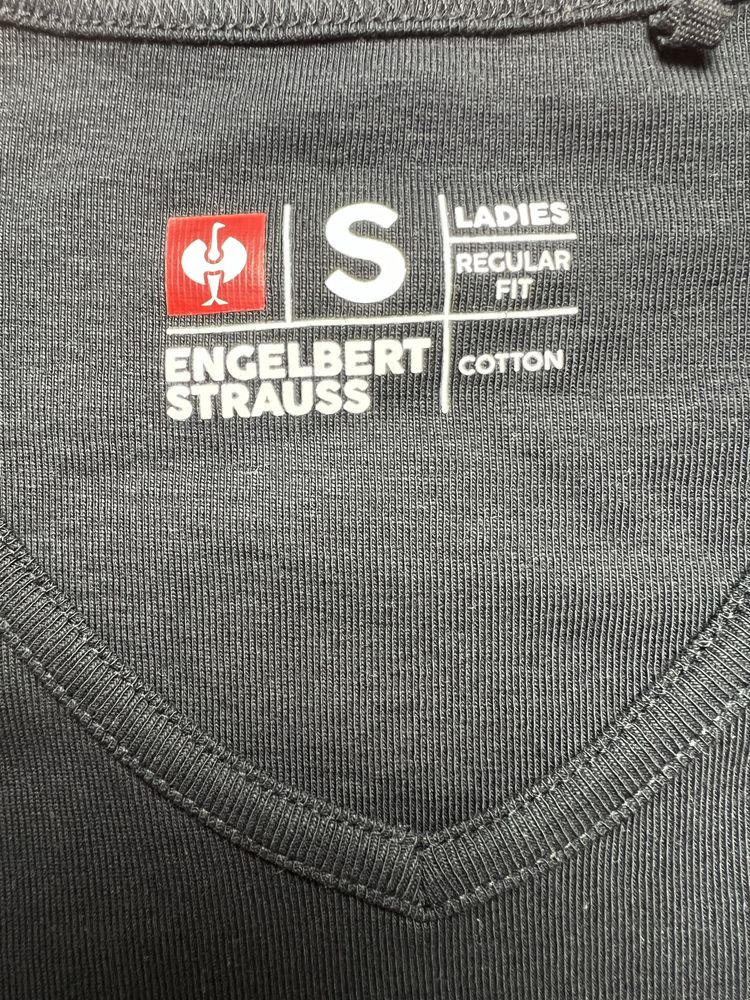 S
LADIES
REGULAR
FIT
ENGELBERT
STRAUSS
COTTON